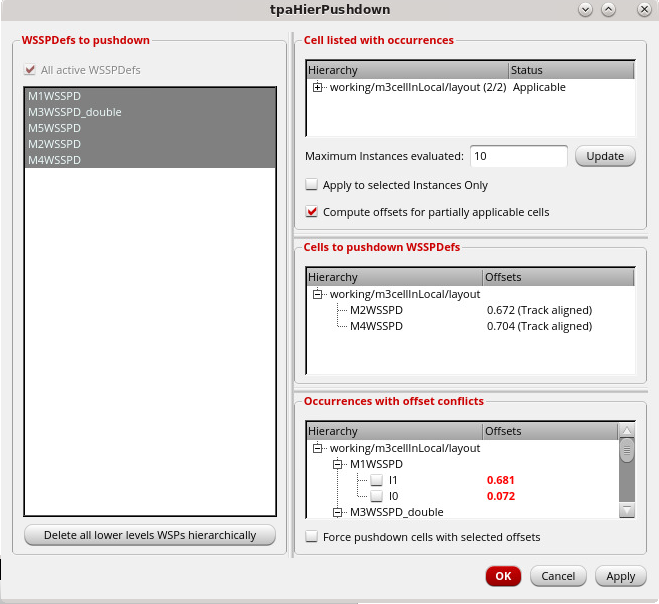 tpaHierPushdown
WSSPDefs to pushdown
All active WSSPDefs
M1WSSPD
M3WSSPD_double
M5WSSPD
M2WSSPD
M4WSSPD
Delete all lower levels WSPs hierarchically
Cell listed with occurrences
Hierarchy Status
working/m3cellInLocal/layout (2/2) Applicable
Maximum Instances evaluated: 10 Update
Apply to selected Instances Only
Compute offsets for partially applicable cells
Cells to pushdown WSSPDefs
Hierarchy Offsets
working/m3cellInLocal/layout
M2WSSPD 0.672 (Track aligned)
M4WSSPD 0.704 (Track aligned)
Occurrences with offset conflicts
Hierarchy Offsets
working/m3cellInLocal/layout
M1WSSPD
I1 0.681
I0 0.072
M3WSSPD_double
Force pushdown cells with selected offsets
OK Cancel Apply